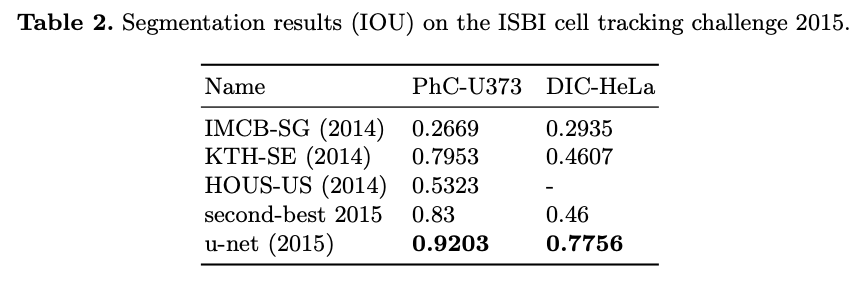 Table 2. Segmentation results (IOU) on the ISBI cell tracking challenge 2015.
Name PhC-U373 DIC-HeLa
IMCB-SG (2014) 0.2669 0.2935
KTH-SE (2014) 0.7953 0.4607
HOUS-US (2014) 0.5323 -
second-best 2015 0.83 0.46
u-net (2015) 0.9203 0.7756